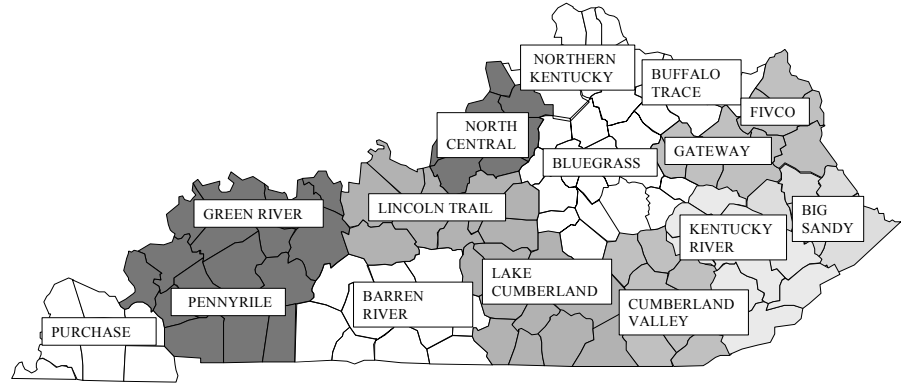 NORTHERN
KENTUCKY
BUFFALO
TRACE
FIVCO
NORTH
CENTRAL
BLUEGRASS
GATEWAY
GREEN RIVER
LINCOLN TRAIL
KENTUCKY
RIVER
BIG
SANDY
LAKE
CUMBERLAND
PENNYRILE
BARREN
RIVER
CUMBERLAND
VALLEY
PURCHASE